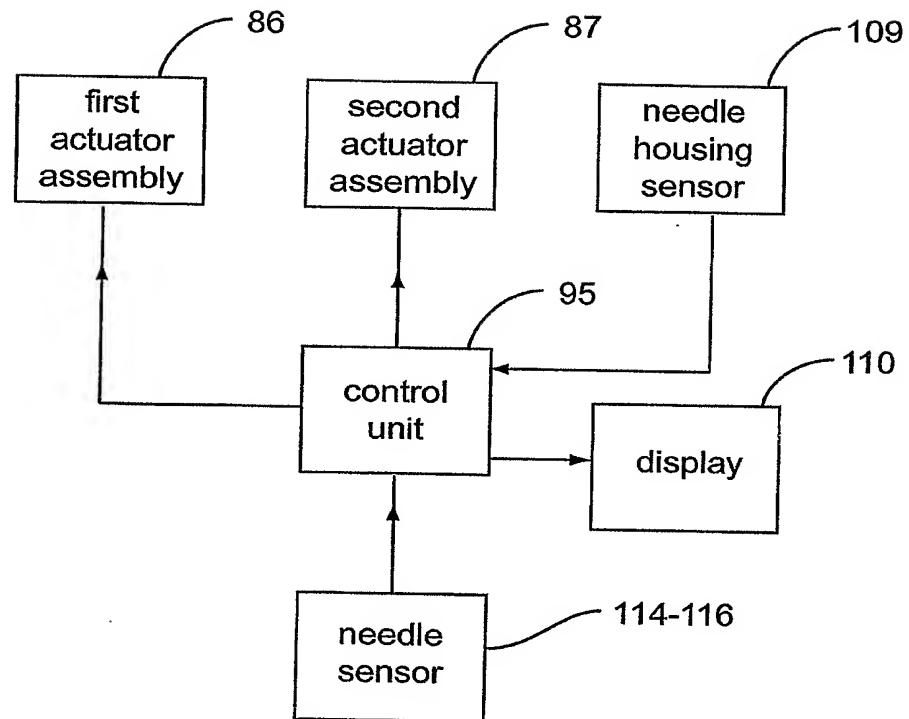 86
first
actuator
assembly
87
second
actuator
assembly
109
needle
housing
sensor
95
control
unit
110
display
114-116
needle
sensor